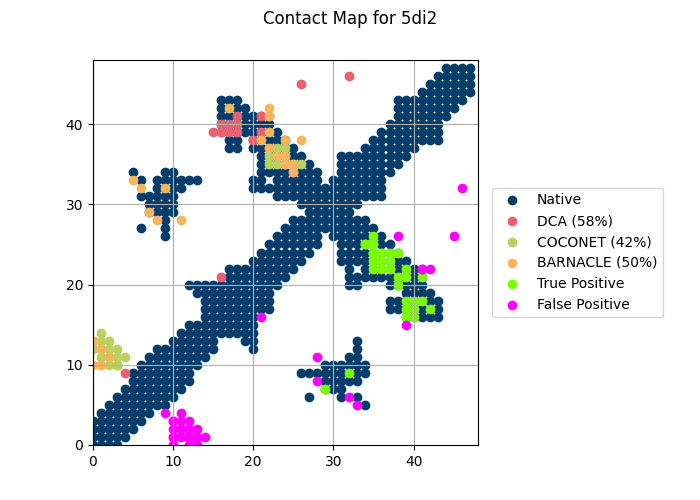 Contact Map for 5di2
40
30
20
10
0
0 10 20 30 40
Native
DCA (58%)
COCONET (42%)
BARNACLE (50%)
True Positive
False Positive